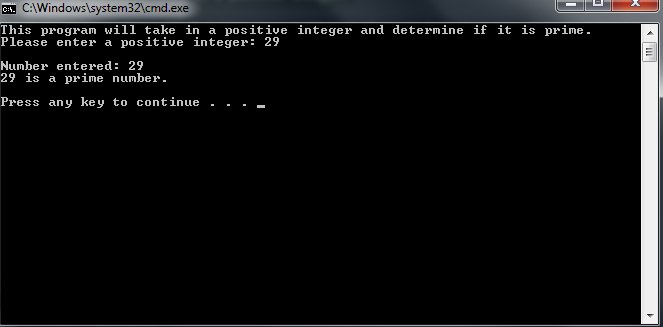 C:\Windows\system32\cmd.exe
This program will take in a positive integer and determine if it is prime.
Please enter a positive integer: 29
Number entered: 29
29 is a prime number.
Press any key to continue . . . _